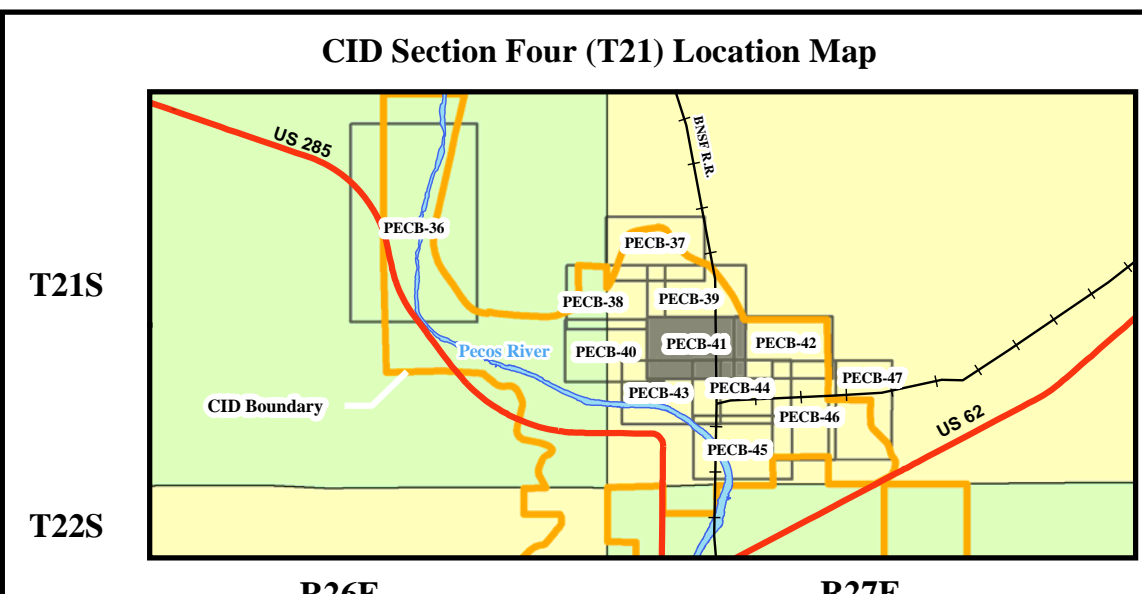 CID Section Four (T21) Location Map
US 285
BNSF R.R.
PECB-36
PECB-37
T21S
PECB-38
PECB-39
PECB-41
PECB-42
Pecos River
PECB-40
PECB-47
PECB-44
PECB-43
CID Boundary
PECB-46
US 62
PECB-45
T22S
R26E
R27E